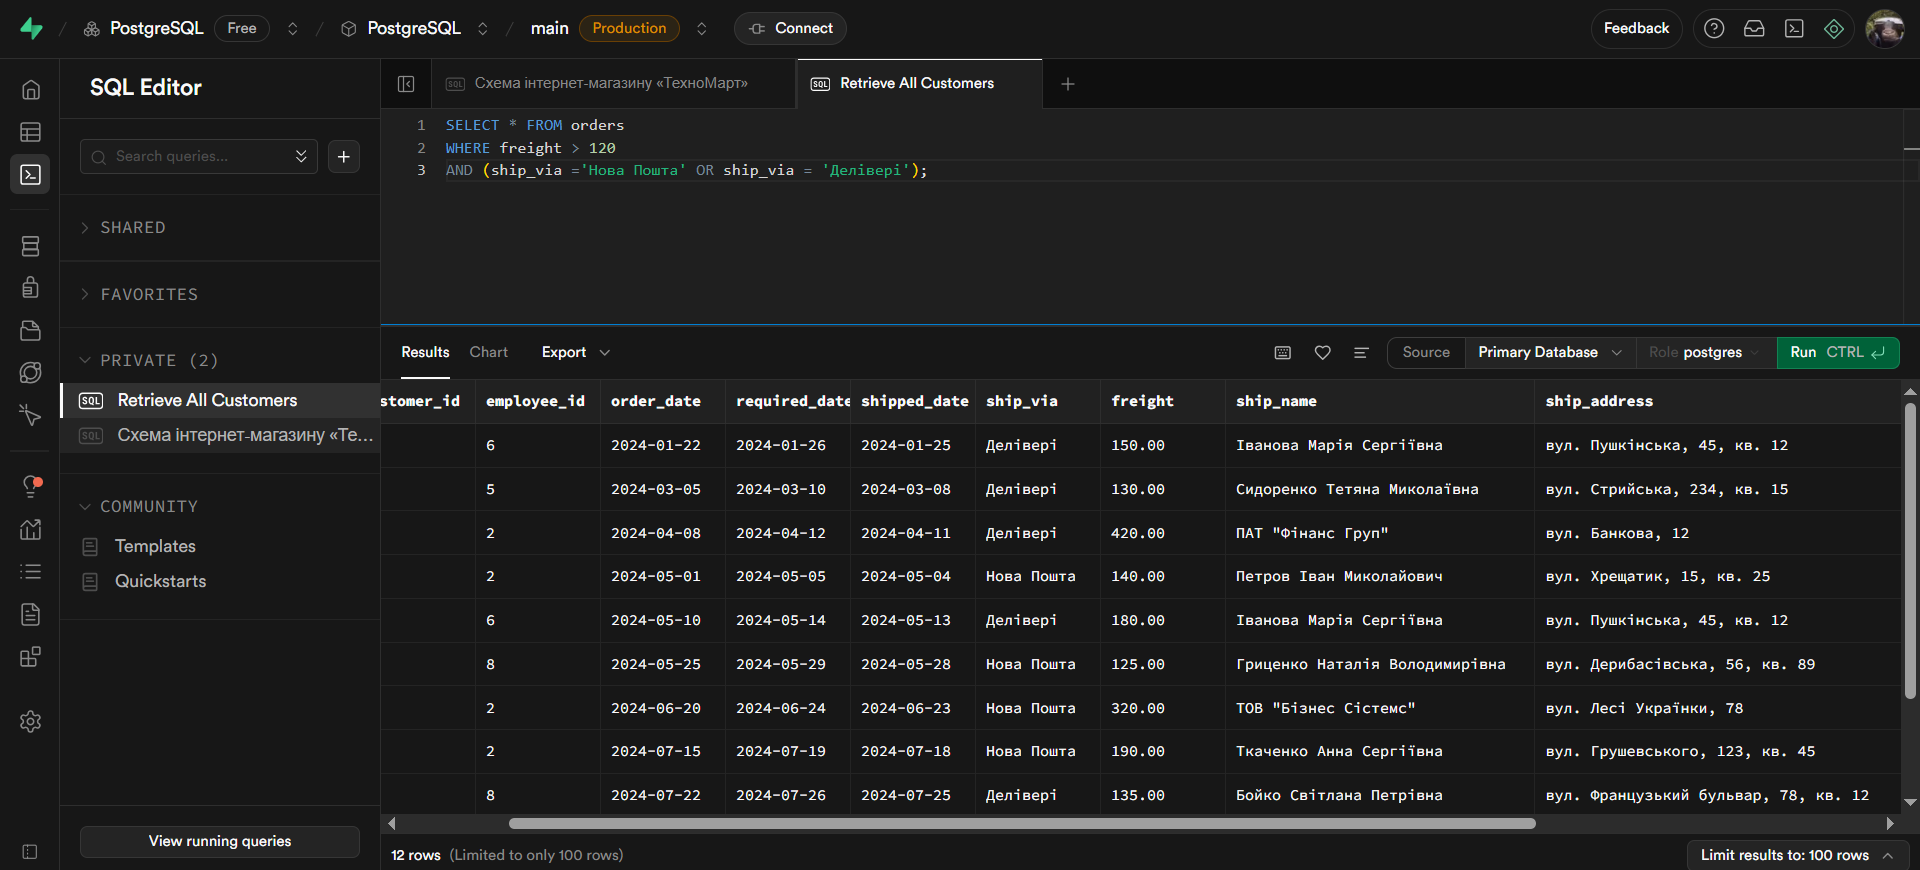 PostgreSQL Free PostgreSQL main Production Connect Feedback
SQL Editor
Search queries...
SHARED
FAVORITES
PRIVATE (2)
SQL Retrieve All Customers
SQL Схема інтернет-магазину «Те...
COMMUNITY
Templates
Quickstarts
View running queries
SQL Схема інтернет-магазину «ТехноМарт» SQL Retrieve All Customers
1 SELECT * FROM orders
2 WHERE freight > 120
3 AND (ship_via ='Нова Пошта' OR ship_via = 'Делівері');
Results Chart Export Source Primary Database Role postgres Run CTRL
stomer_id employee_id order_date required_date shipped_date ship_via freight ship_name ship_address
6 2024-01-22 2024-01-26 2024-01-25 Делівері 150.00 Іванова Марія Сергіївна вул. Пушкінська, 45, кв. 12
5 2024-03-05 2024-03-10 2024-03-08 Делівері 130.00 Сидоренко Тетяна Миколаївна вул. Стрийська, 234, кв. 15
2 2024-04-08 2024-04-12 2024-04-11 Делівері 420.00 ПАТ "Фінанс Груп" вул. Банкова, 12
2 2024-05-01 2024-05-05 2024-05-04 Нова Пошта 140.00 Петров Іван Миколайович вул. Хрещатик, 15, кв. 25
6 2024-05-10 2024-05-14 2024-05-13 Делівері 180.00 Іванова Марія Сергіївна вул. Пушкінська, 45, кв. 12
8 2024-05-25 2024-05-29 2024-05-28 Нова Пошта 125.00 Гриценко Наталія Володимирівна вул. Дерибасівська, 56, кв. 89
2 2024-06-20 2024-06-24 2024-06-23 Нова Пошта 320.00 ТОВ "Бізнес Сістемс" вул. Лесі Українки, 78
2 2024-07-15 2024-07-19 2024-07-18 Нова Пошта 190.00 Ткаченко Анна Сергіївна вул. Грушевського, 123, кв. 45
8 2024-07-22 2024-07-26 2024-07-25 Делівері 135.00 Бойко Світлана Петрівна вул. Французький бульвар, 78, кв. 12
12 rows (Limited to only 100 rows) Limit results to: 100 rows